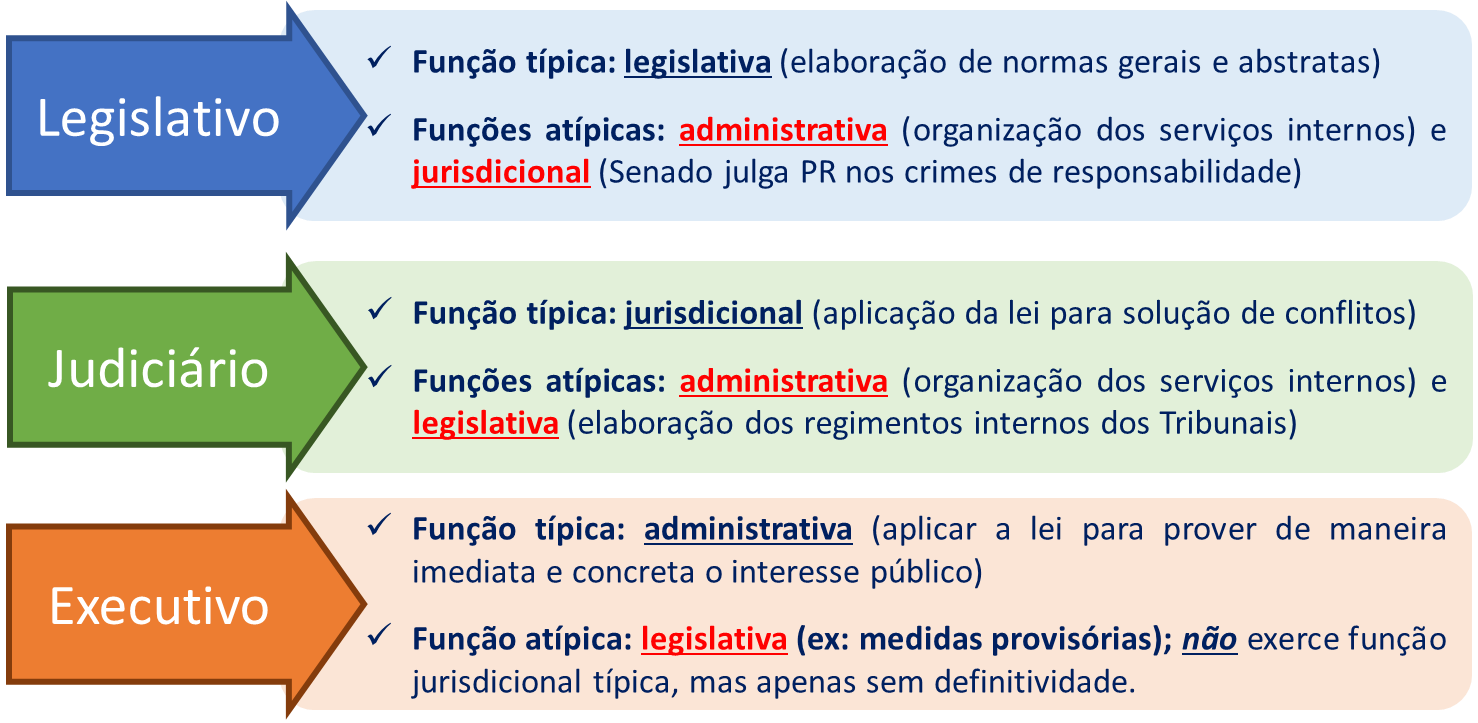 Legislativo
✓ Função típica: legislativa (elaboração de normas gerais e abstratas)
✓ Funções atípicas: administrativa (organização dos serviços internos) e
jurisdicional (Senado julga PR nos crimes de responsabilidade)
Judiciário
✓ Função típica: jurisdicional (aplicação da lei para solução de conflitos)
✓ Funções atípicas: administrativa (organização dos serviços internos) e
legislativa (elaboração dos regimentos internos dos Tribunais)
Executivo
✓ Função típica: administrativa (aplicar a lei para prover de maneira
imediata e concreta o interesse público)
✓ Função atípica: legislativa (ex: medidas provisórias); não exerce função
jurisdicional típica, mas apenas sem definitividade.